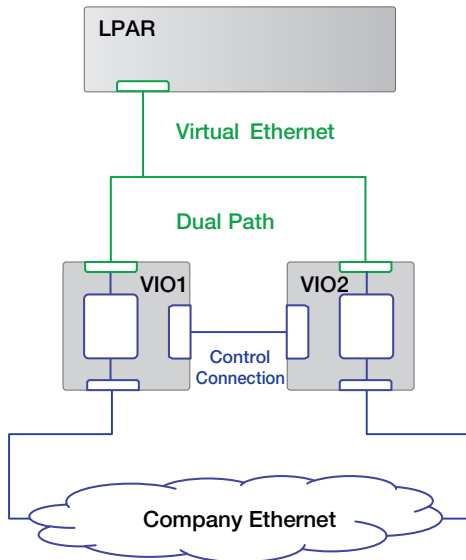 LPAR
Virtual Ethernet
Dual Path
VIO1
VIO2
Control
Connection
Company Ethernet